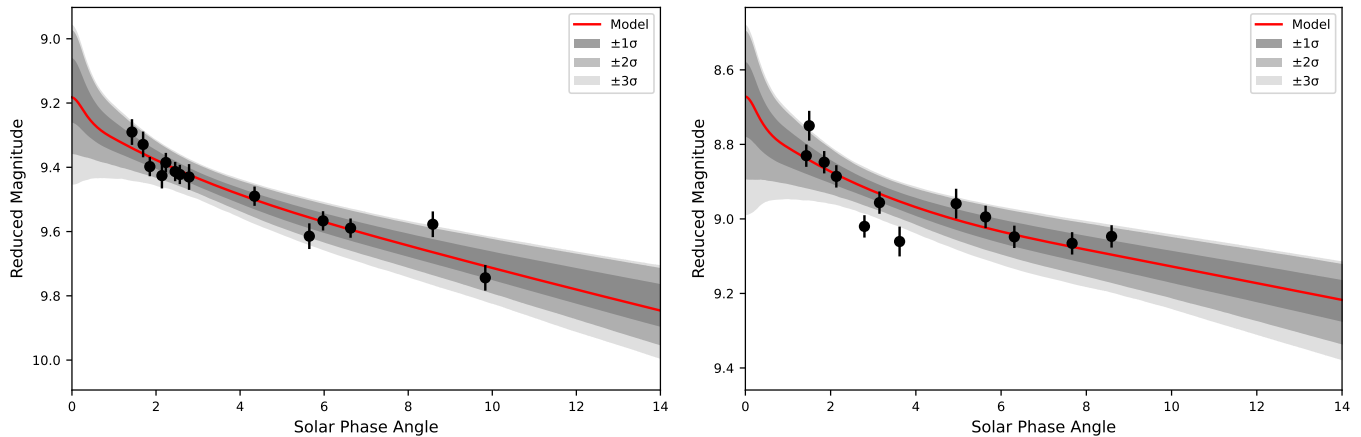 Model
±1σ
±2σ
±3σ
9.0
9.2
9.4
9.6
9.8
10.0
Reduced Magnitude
0 2 4 6 8 10 12 14
Solar Phase Angle
Model
±1σ
±2σ
±3σ
8.6
8.8
9.0
9.2
9.4
Reduced Magnitude
0 2 4 6 8 10 12 14
Solar Phase Angle